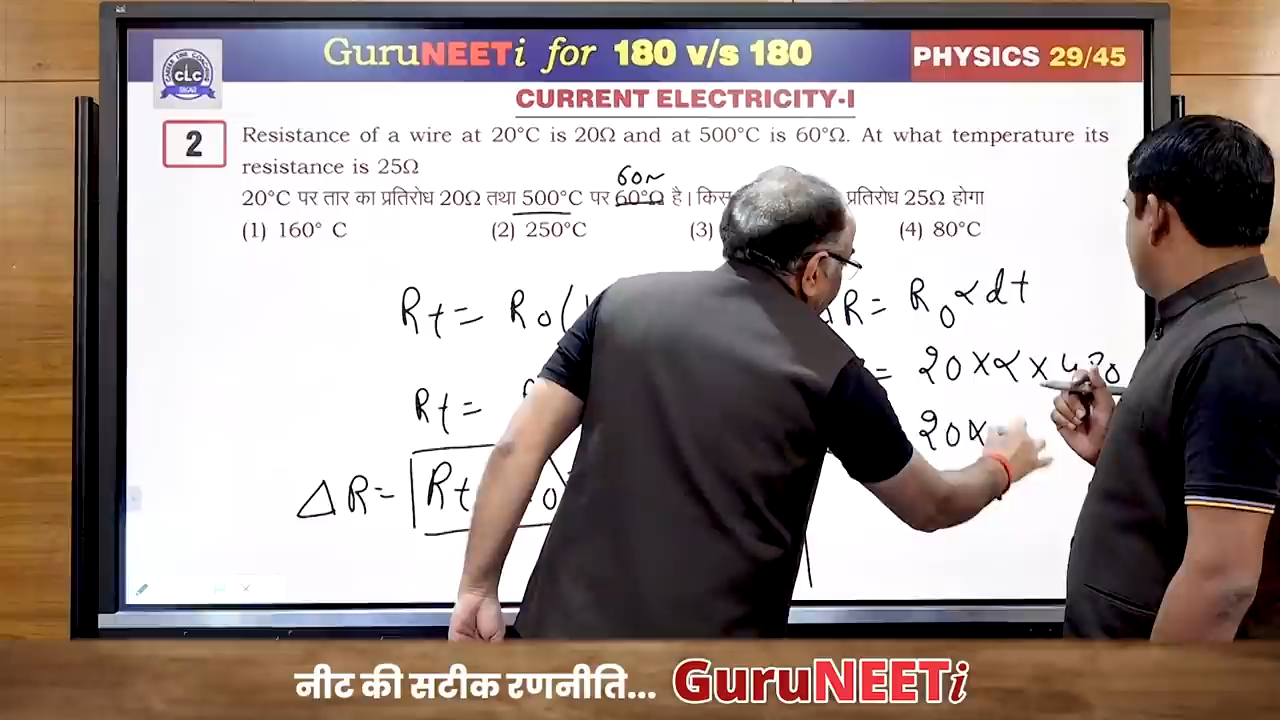 GuruNEETi for 180 v/s 180
PHYSICS 29/45
CLC
CURRENT ELECTRICITY-I
2
Resistance of a wire at 20°C is 20Ω and at 500°C is 60°Ω. At what temperature its
resistance is 25Ω
60Ω
20°C पर तार का प्रतिरोध 20Ω तथा 500°C पर 60°Ω है। किस प्रतिरोध 25Ω होगा
(1) 160° C (2) 250°C (3) (4) 80°C
Rt = R0(
R = R0 α dt
Rt =
= 20 × α ×
20 ×
ΔR = Rt
नीट की सटीक रणनीति... GuruNEETi